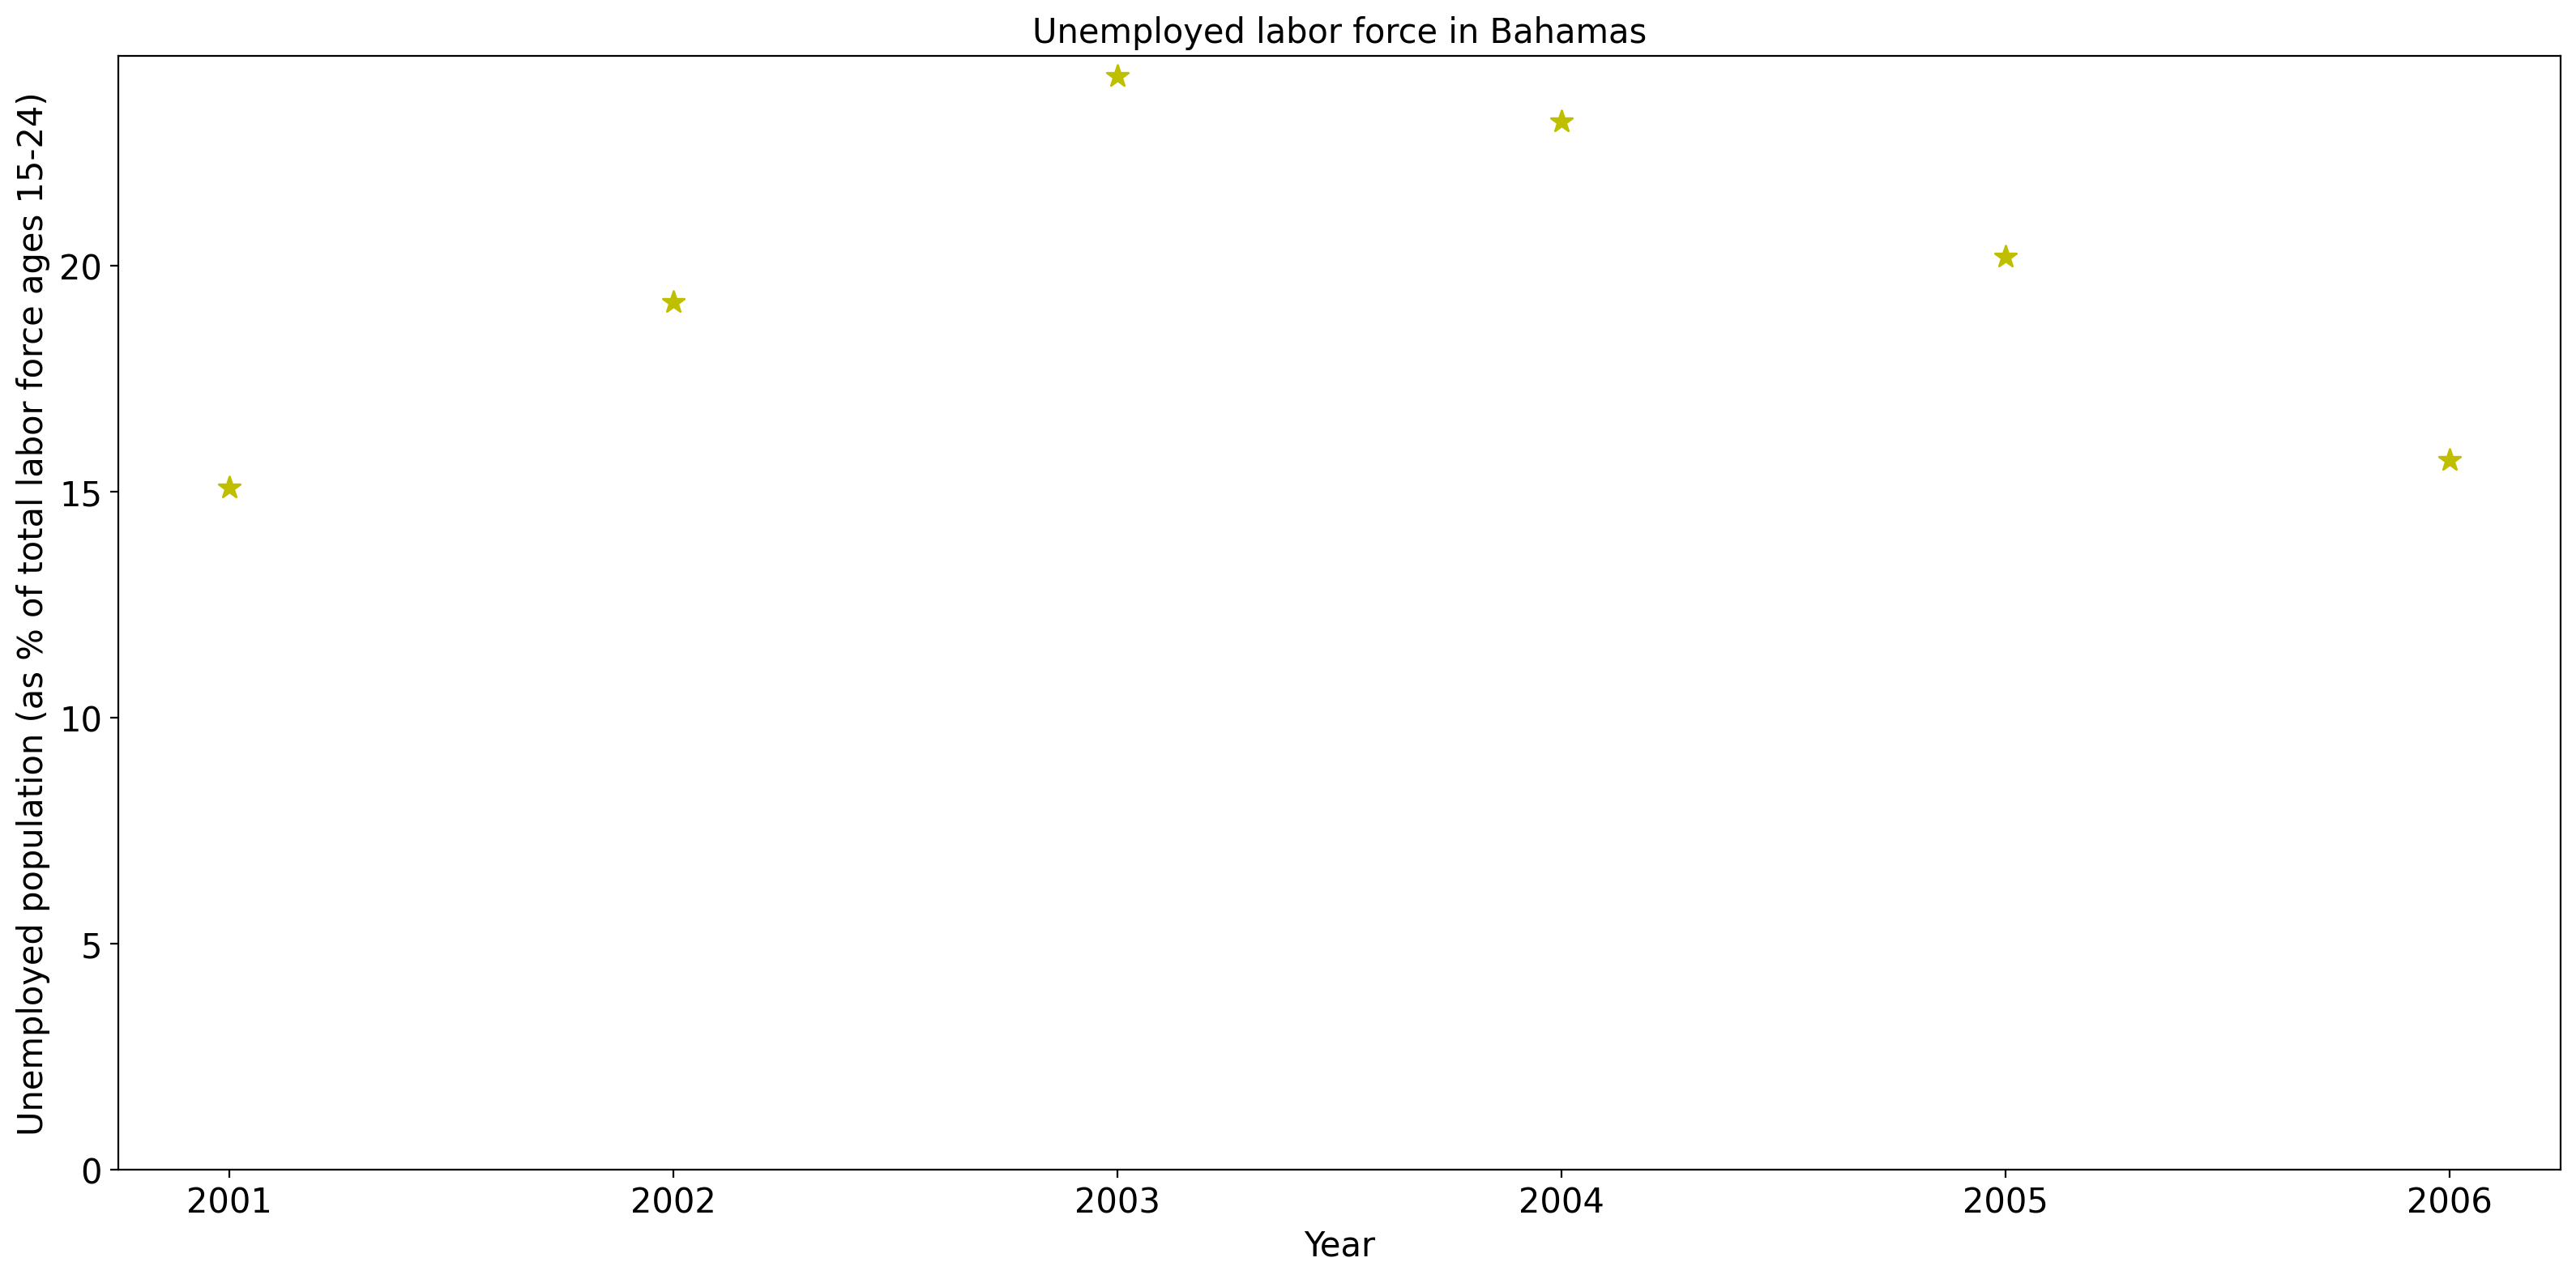 Unemployed labor force in Bahamas
Unemployed population (as % of total labor force ages 15-24)
20
15
10
5
0
2001 2002 2003 2004 2005 2006
Year